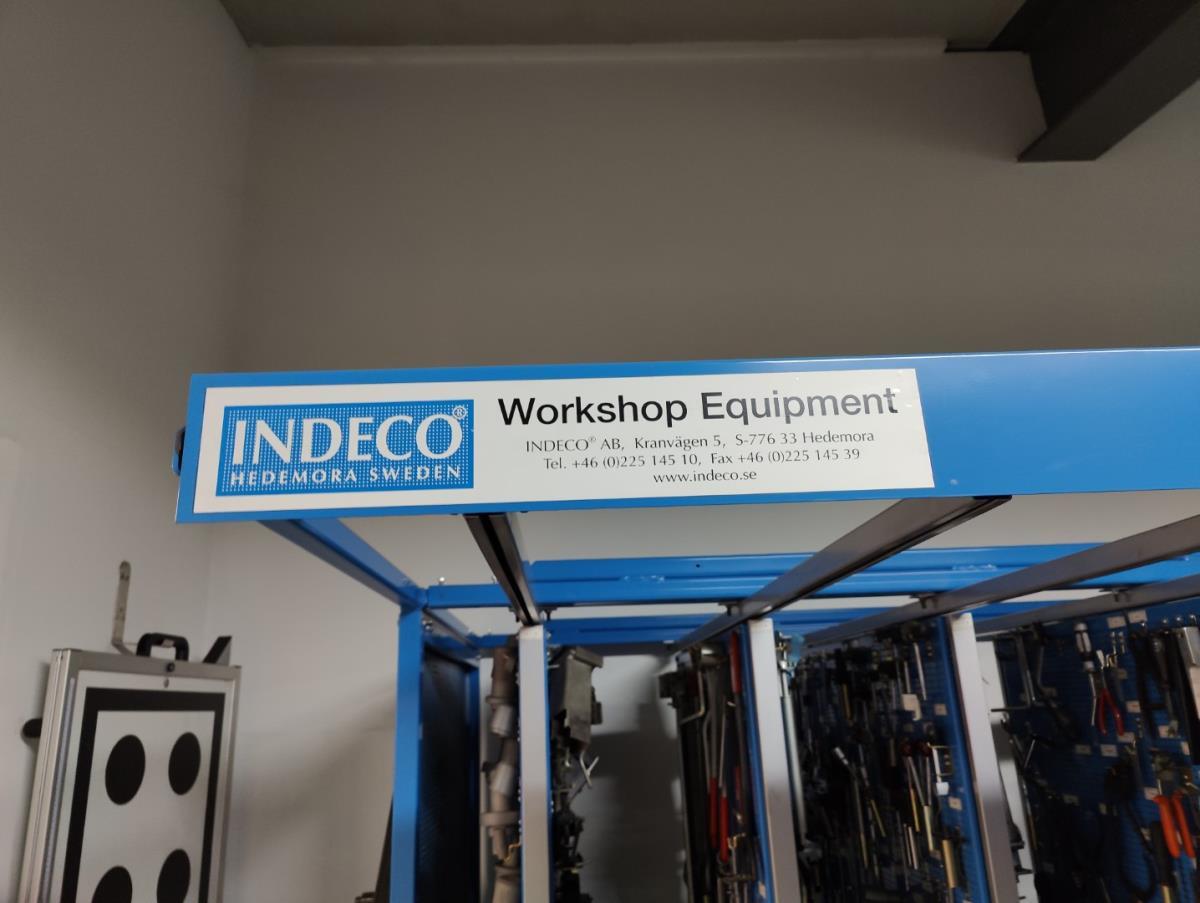 INDECO®
HEDEMORA SWEDEN
Workshop Equipment
INDECO® AB, Kranvägen 5, S-776 33 Hedemora
Tel. +46 (0)225 145 10, Fax +46 (0)225 145 39
www.indeco.se